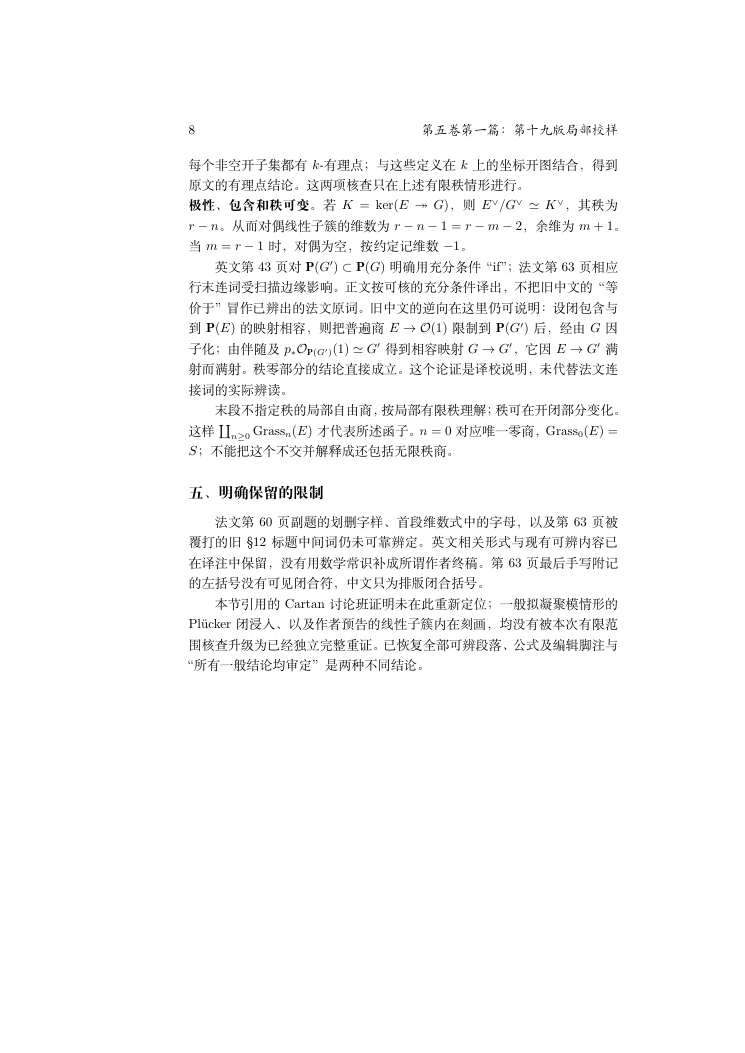 8 第五卷第一篇：第十九版局部校样
每个非空开子集都有 k-有理点；与这些定义在 k 上的坐标开图结合，得到
原文的有理点结论。这两项核查只在上述有限秩情形进行。
极性、包含和秩可变。若 K = ker(E ↠ G)，则 E^∨/G^∨ ≃ K^∨，其秩为
r − n。从而对偶线性子簇的维数为 r − n − 1 = r − m − 2，余维为 m + 1。
当 m = r − 1 时，对偶为空，按约定记维数 −1。
英文第 43 页对 P(G′) ⊂ P(G) 明确用充分条件 “if”；法文第 63 页相应
行末连词受扫描边缘影响。正文按可核的充分条件译出，不把旧中文的 “等
价于” 冒作已辨出的法文原词。旧中文的逆向在这里仍可说明：设闭包含与
到 P(E) 的映射相容，则把普遍商 E → O(1) 限制到 P(G′) 后，经由 G 因
子化；由伴随及 p_*O_{P(G′)}(1) ≃ G′ 得到相容映射 G → G′，它因 E → G′ 满
射而满射。秩零部分的结论直接成立。这个论证是译校说明，未代替法文连
接词的实际辨读。
末段不指定秩的局部自由商，按局部有限秩理解；秩可在开闭部分变化。
这样 ∐_{n≥0} Grass_n(E) 才代表所述函子。n = 0 对应唯一零商，Grass_0(E) =
S；不能把这个不交并解释成还包括无限秩商。
五、明确保留的限制
法文第 60 页副题的划删字样、首段维数式中的字母，以及第 63 页被
覆打的旧 §12 标题中间词仍未可靠辨定。英文相关形式与现有可辨内容已
在译注中保留，没有用数学常识补成所谓作者终稿。第 63 页最后手写附记
的左括号没有可见闭合符，中文只为排版闭合括号。
本节引用的 Cartan 讨论班证明未在此重新定位；一般拟凝聚模情形的
Plücker 闭浸入、以及作者预告的线性子簇内在刻画，均没有被本次有限范
围核查升级为已经独立完整重证。已恢复全部可辨段落、公式及编辑脚注与
“所有一般结论均审定” 是两种不同结论。